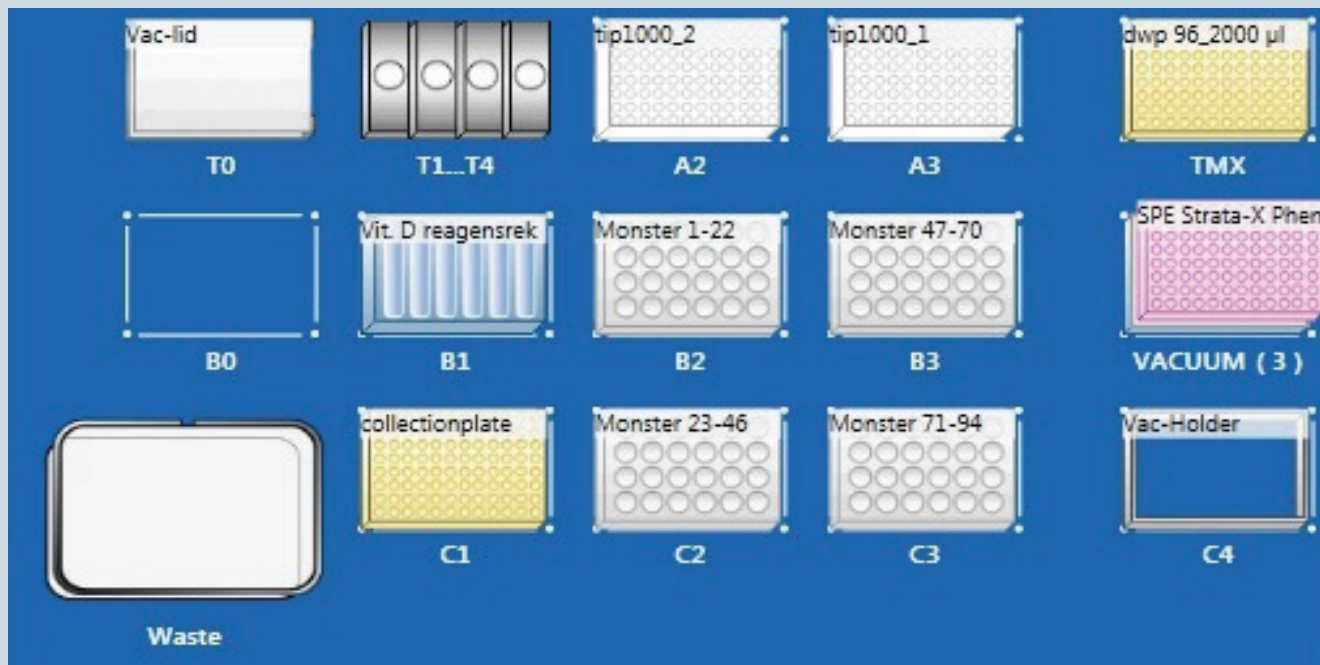 Vac-lid
tip1000_2
tip1000_1
dwp 96_2000 µl
T0
T1...T4
A2
A3
TMX
Vit. D reagensrek
Monster 1-22
Monster 47-70
SPE Strata-X Phen
B0
B1
B2
B3
VACUUM ( 3 )
collectionplate
Monster 23-46
Monster 71-94
Vac-Holder
C1
C2
C3
C4
Waste